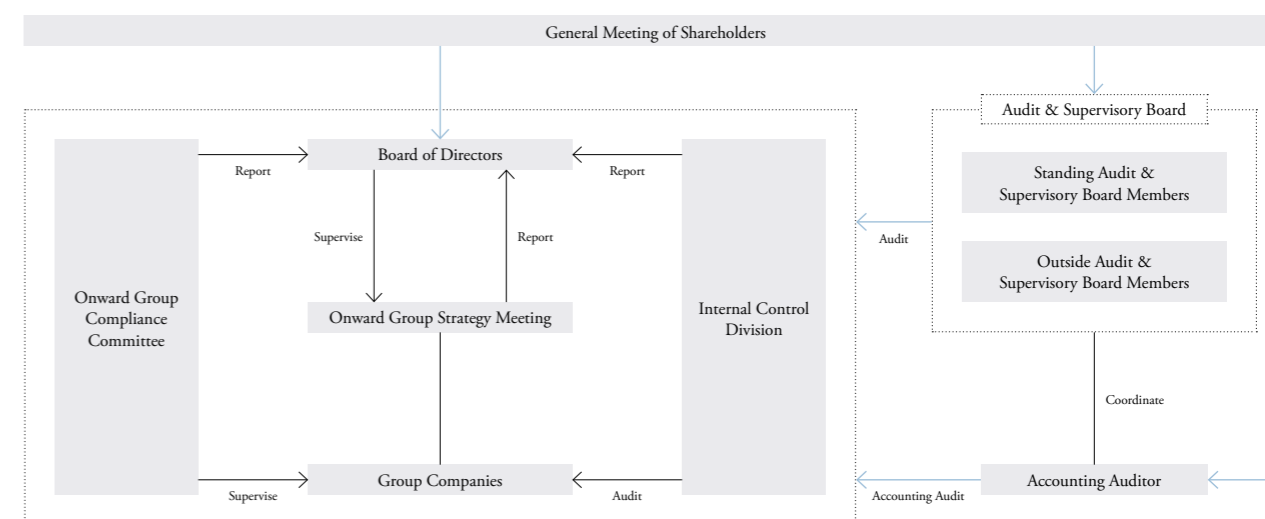 General Meeting of Shareholders
Audit & Supervisory Board
Board of Directors
Report
Report
Standing Audit &
Supervisory Board Members
Supervise
Report
Audit
Outside Audit &
Supervisory Board Members
Onward Group
Compliance
Committee
Onward Group Strategy Meeting
Internal Control
Division
Coordinate
Group Companies
Accounting Auditor
Supervise
Audit
Accounting Audit